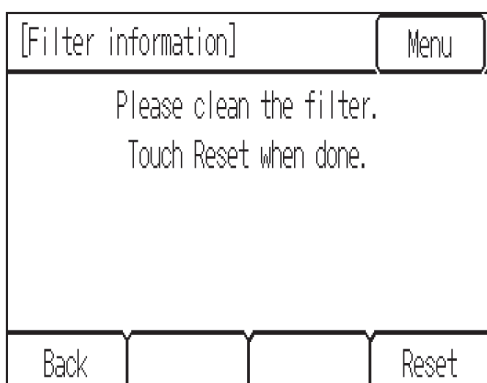 [Filter information]
Menu
Please clean the filter.
Touch Reset when done.
Back
Reset